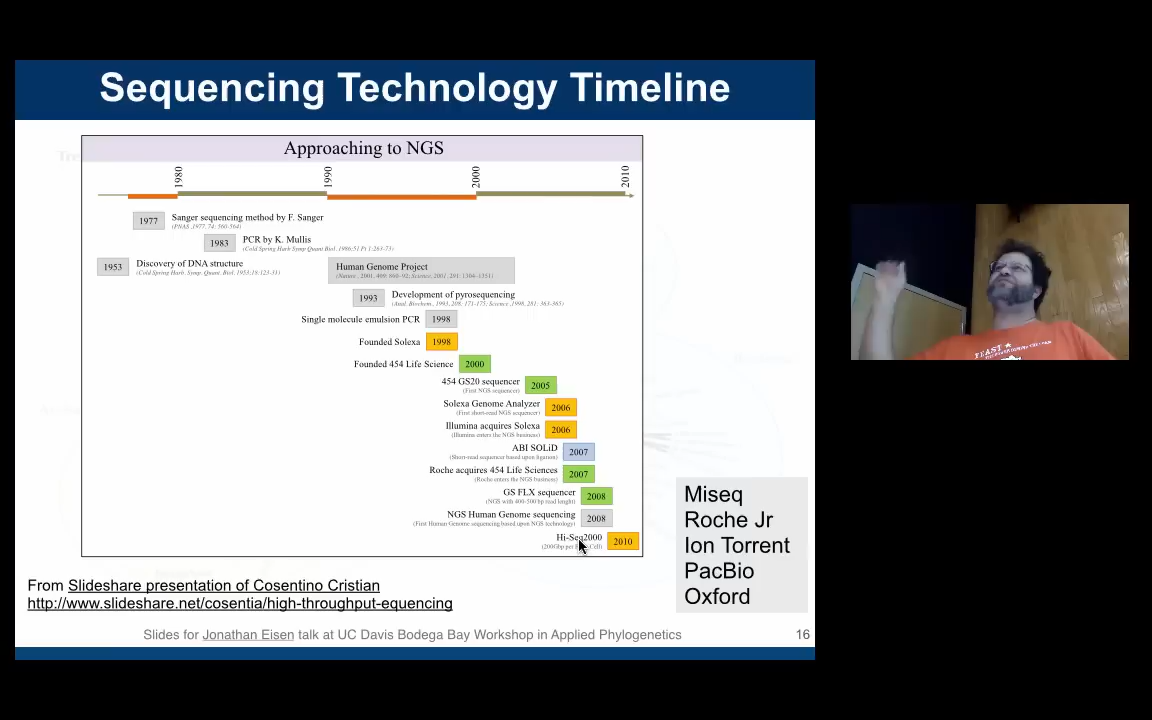 Sequencing Technology Timeline
Approaching to NGS
1980
1990
2000
2010
1977
Sanger sequencing method by F. Sanger
(PNAS ,1977, 74; 560-564)
1983
PCR by K. Mullis
(Cold Spring Harb Symp Quant Biol. 1986;51 Pt 1:263-73)
1953
Discovery of DNA structure
(Cold Spring Harb. Symp. Quant. Biol. 1953;18:123-31)
Human Genome Project
(Nature , 2001, 409: 860–92; Science, 2001, 291: 1304–1351)
1993
Development of pyrosequencing
(Anal. Biochem., 1993, 208: 171-175; Science ,1998, 281: 363-365)
Single molecule emulsion PCR
1998
Founded Solexa
1998
Founded 454 Life Science
2000
454 GS20 sequencer
(First NGS sequencer)
2005
Solexa Genome Analyzer
(First short-read NGS sequencer)
2006
Illumina acquires Solexa
(Illumina enters the NGS business)
2006
ABI SOLiD
(Short-read sequencer based upon ligation)
2007
Roche acquires 454 Life Sciences
(Roche enters the NGS business)
2007
GS FLX sequencer
(NGS with 400-500 bp read lenght)
2008
NGS Human Genome sequencing
(First Human Genome sequencing based upon NGS technology)
2008
Hi-Seq2000
(200Gbp per Cell)
2010
Miseq
Roche Jr
Ion Torrent
PacBio
Oxford
From Slideshare presentation of Cosentino Cristian
http://www.slideshare.net/cosentia/high-throughput-equencing
Slides for Jonathan Eisen talk at UC Davis Bodega Bay Workshop in Applied Phylogenetics
16
FEAST